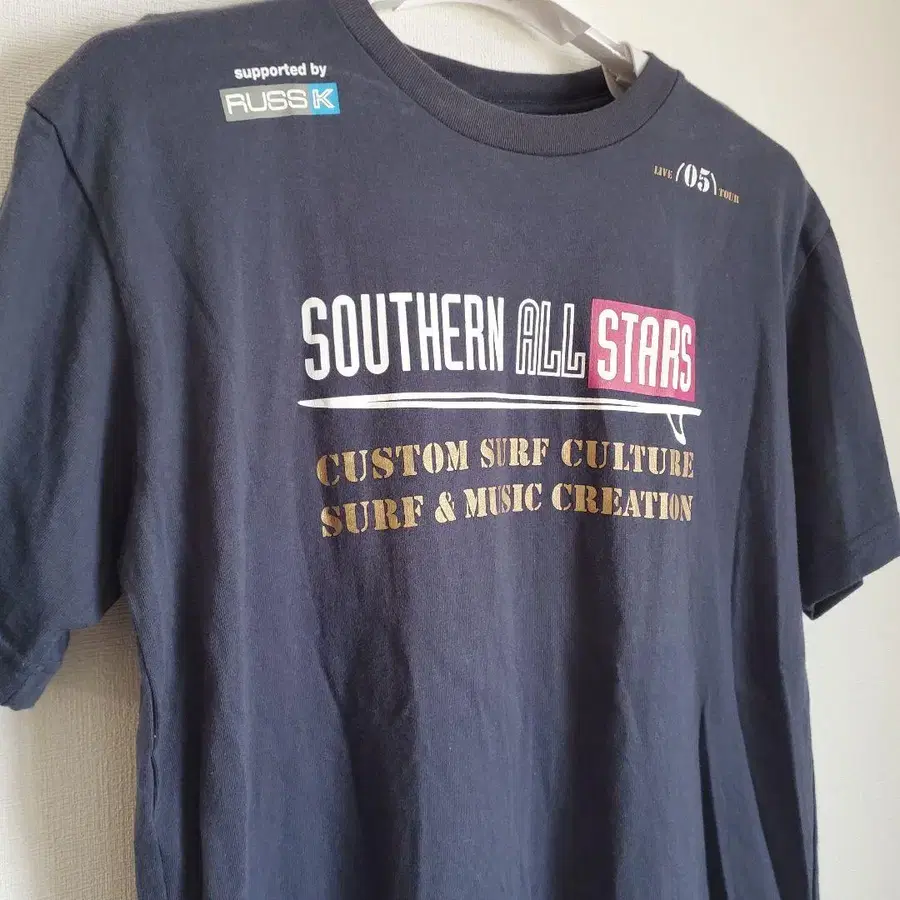 supported by
RUSS K
LIVE (05) TOUR
SOUTHERN ALL STARS
CUSTOM SURF CULTURE
SURF & MUSIC CREATION